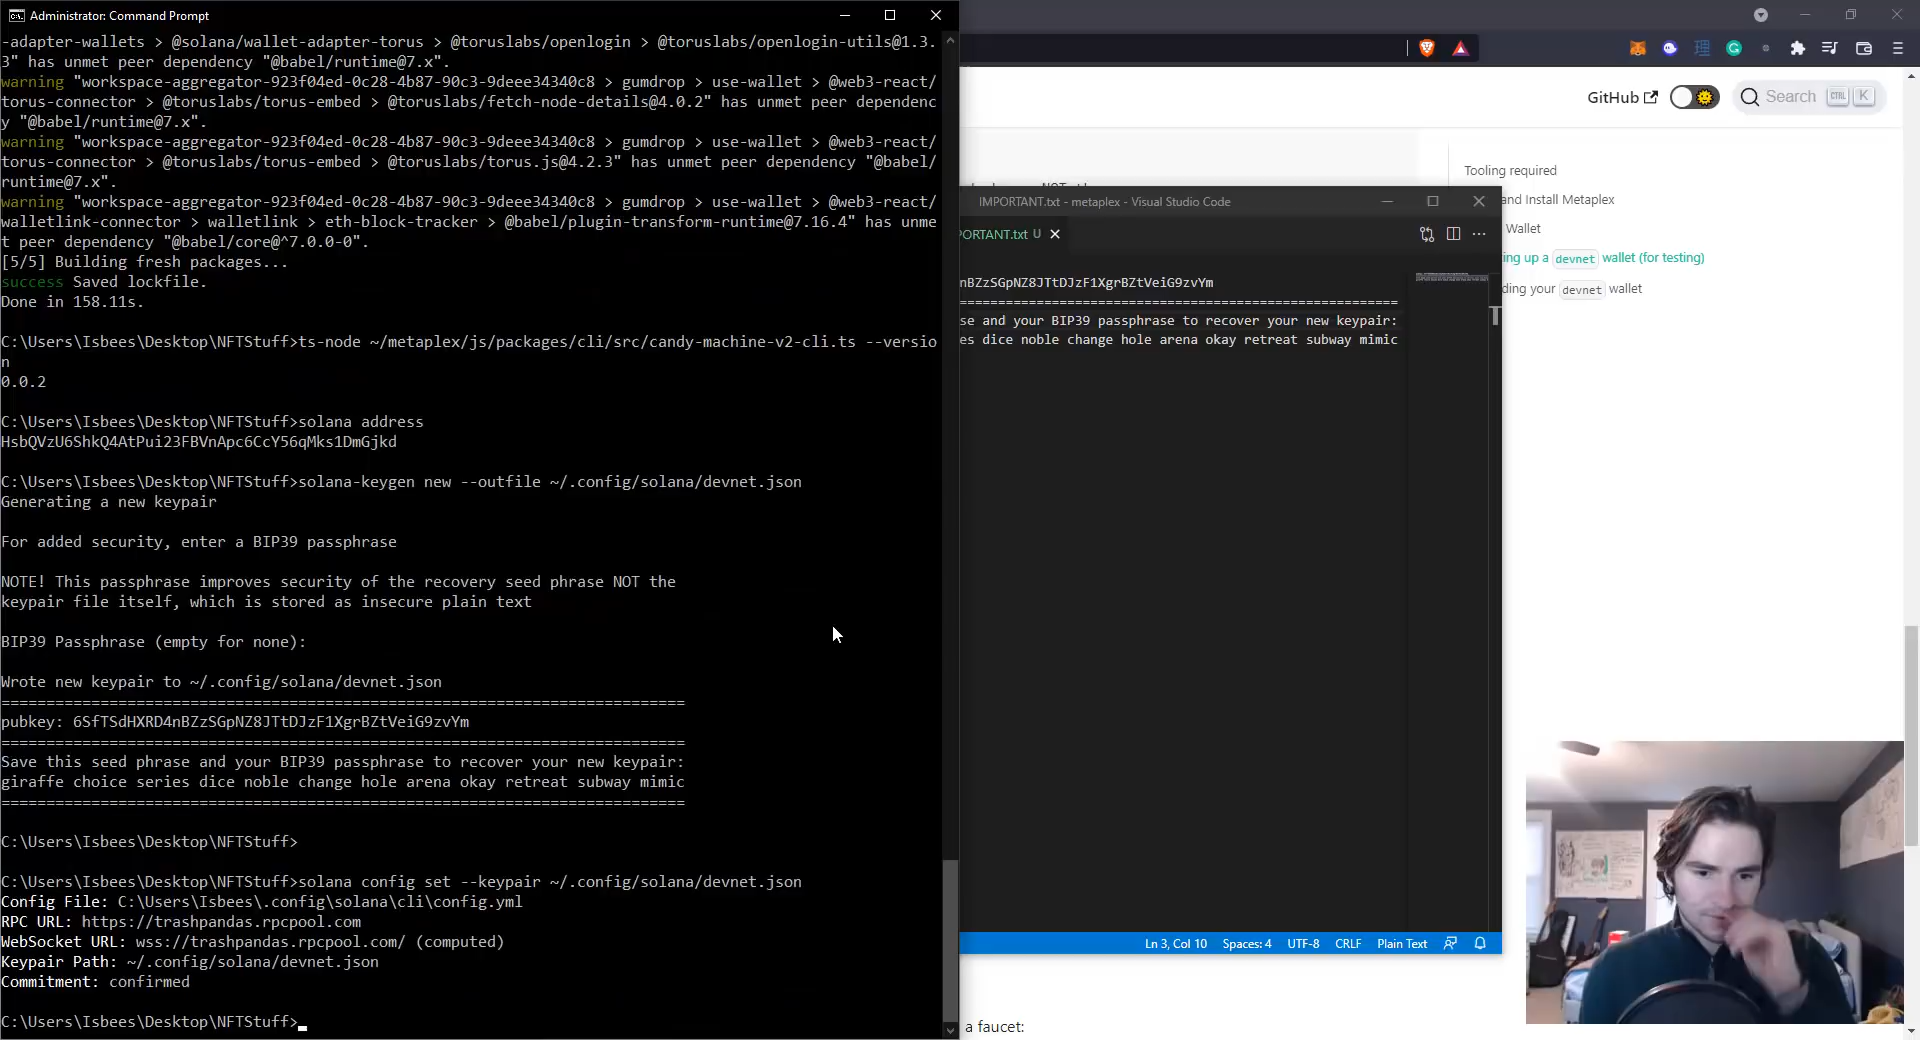 Administrator: Command Prompt
-adapter-wallets > @solana/wallet-adapter-torus > @toruslabs/openlogin > @toruslabs/openlogin-utils@1.3.
3" has unmet peer dependency "@babel/runtime@7.x".
warning "workspace-aggregator-923f04ed-0c28-4b87-90c3-9deee34340c8 > gumdrop > use-wallet > @web3-react/
torus-connector > @toruslabs/torus-embed > @toruslabs/fetch-node-details@4.0.2" has unmet peer dependenc
y "@babel/runtime@7.x".
warning "workspace-aggregator-923f04ed-0c28-4b87-90c3-9deee34340c8 > gumdrop > use-wallet > @web3-react/
torus-connector > @toruslabs/torus-embed > @toruslabs/torus.js@4.2.3" has unmet peer dependency "@babel/
runtime@7.x".
warning "workspace-aggregator-923f04ed-0c28-4b87-90c3-9deee34340c8 > gumdrop > use-wallet > @web3-react/
walletlink-connector > walletlink > eth-block-tracker > @babel/plugin-transform-runtime@7.16.4" has unme
t peer dependency "@babel/core@^7.0.0-0".
[5/5] Building fresh packages...
success Saved lockfile.
Done in 158.11s.
C:\Users\Isbees\Desktop\NFTStuff>ts-node ~/metaplex/js/packages/cli/src/candy-machine-v2-cli.ts --versio
n
0.0.2
C:\Users\Isbees\Desktop\NFTStuff>solana address
HsbQVzU6ShkQ4AtPui23FBVnApc6CcY56qMks1DmGjkd
C:\Users\Isbees\Desktop\NFTStuff>solana-keygen new --outfile ~/.config/solana/devnet.json
Generating a new keypair
For added security, enter a BIP39 passphrase
NOTE! This passphrase improves security of the recovery seed phrase NOT the
keypair file itself, which is stored as insecure plain text
BIP39 Passphrase (empty for none):
Wrote new keypair to ~/.config/solana/devnet.json
============================================================================
pubkey: 6SfTSdHXRD4nBZzSGpNZ8JTtDJzF1XgrBZtVeiG9zvYm
============================================================================
Save this seed phrase and your BIP39 passphrase to recover your new keypair:
giraffe choice series dice noble change hole arena okay retreat subway mimic
============================================================================
C:\Users\Isbees\Desktop\NFTStuff>
C:\Users\Isbees\Desktop\NFTStuff>solana config set --keypair ~/.config/solana/devnet.json
Config File: C:\Users\Isbees\.config\solana\cli\config.yml
RPC URL: https://trashpandas.rpcpool.com
WebSocket URL: wss://trashpandas.rpcpool.com/ (computed)
Keypair Path: ~/.config/solana/devnet.json
Commitment: confirmed
C:\Users\Isbees\Desktop\NFTStuff>
GitHub
Search CTRL K
Tooling required
and Install Metaplex
Wallet
ing up a devnet wallet (for testing)
ding your devnet wallet
IMPORTANT.txt - metaplex - Visual Studio Code
PORTANT.txt U
nBZzSGpNZ8JTtDJzF1XgrBZtVeiG9zvYm
=========================================================
se and your BIP39 passphrase to recover your new keypair:
es dice noble change hole arena okay retreat subway mimic
Ln 3, Col 10 Spaces: 4 UTF-8 CRLF Plain Text
a faucet: